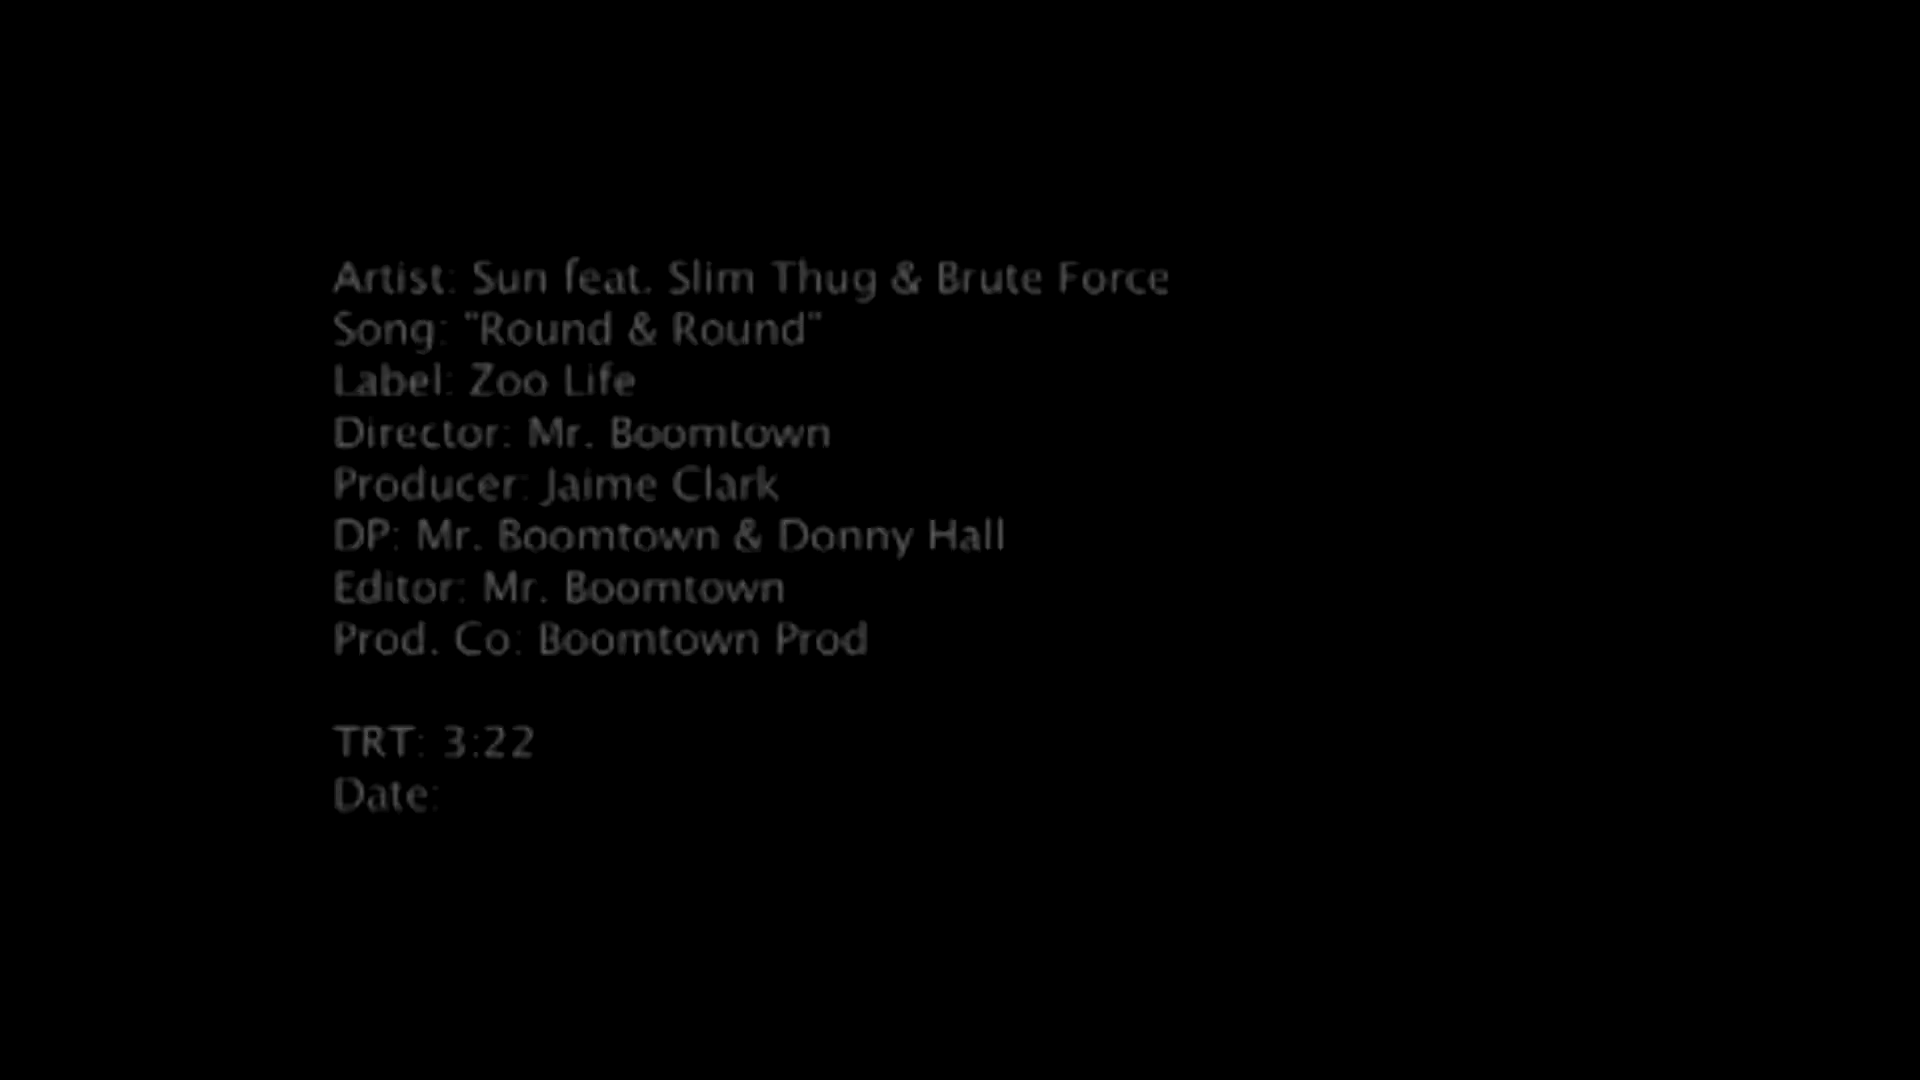 Artist: Sun feat. Slim Thug & Brute Force
Song: "Round & Round"
Label: Zoo Life
Director: Mr. Boomtown
Producer: Jaime Clark
DP: Mr. Boomtown & Donny Hall
Editor: Mr. Boomtown
Prod. Co: Boomtown Prod
TRT: 3:22
Date: